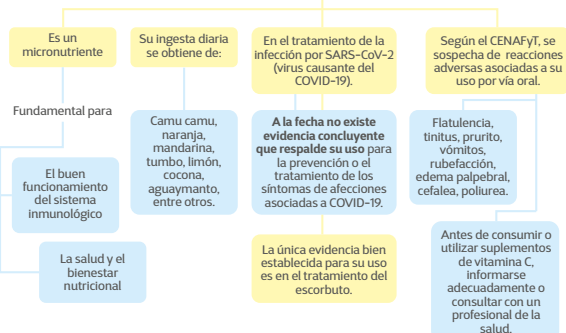 Es un
micronutriente
Fundamental para
El buen
funcionamiento
del sistema
inmunológico
La salud y el
bienestar
nutricional
Su ingesta diaria
se obtiene de:
Camu camu,
naranja,
mandarina,
tumbo, limón,
cocona,
aguaymanto,
entre otros.
En el tratamiento de la
infección por SARS-CoV-2
(virus causante del
COVID-19).
A la fecha no existe
evidencia concluyente
que respalde su uso para
la prevención o el
tratamiento de los
síntomas de afecciones
asociadas a COVID-19.
La única evidencia bien
establecida para su uso
es en el tratamiento del
escorbuto.
Según el CENAFyT, se
sospecha de reacciones
adversas asociadas a su
uso por vía oral.
Flatulencia,
tinitus, prurito,
vómitos,
rubefacción,
edema palpebral,
cefalea, poliurea.
Antes de consumir o
utilizar suplementos
de vitamina C,
informarse
adecuadamente o
consultar con un
profesional de la
salud.